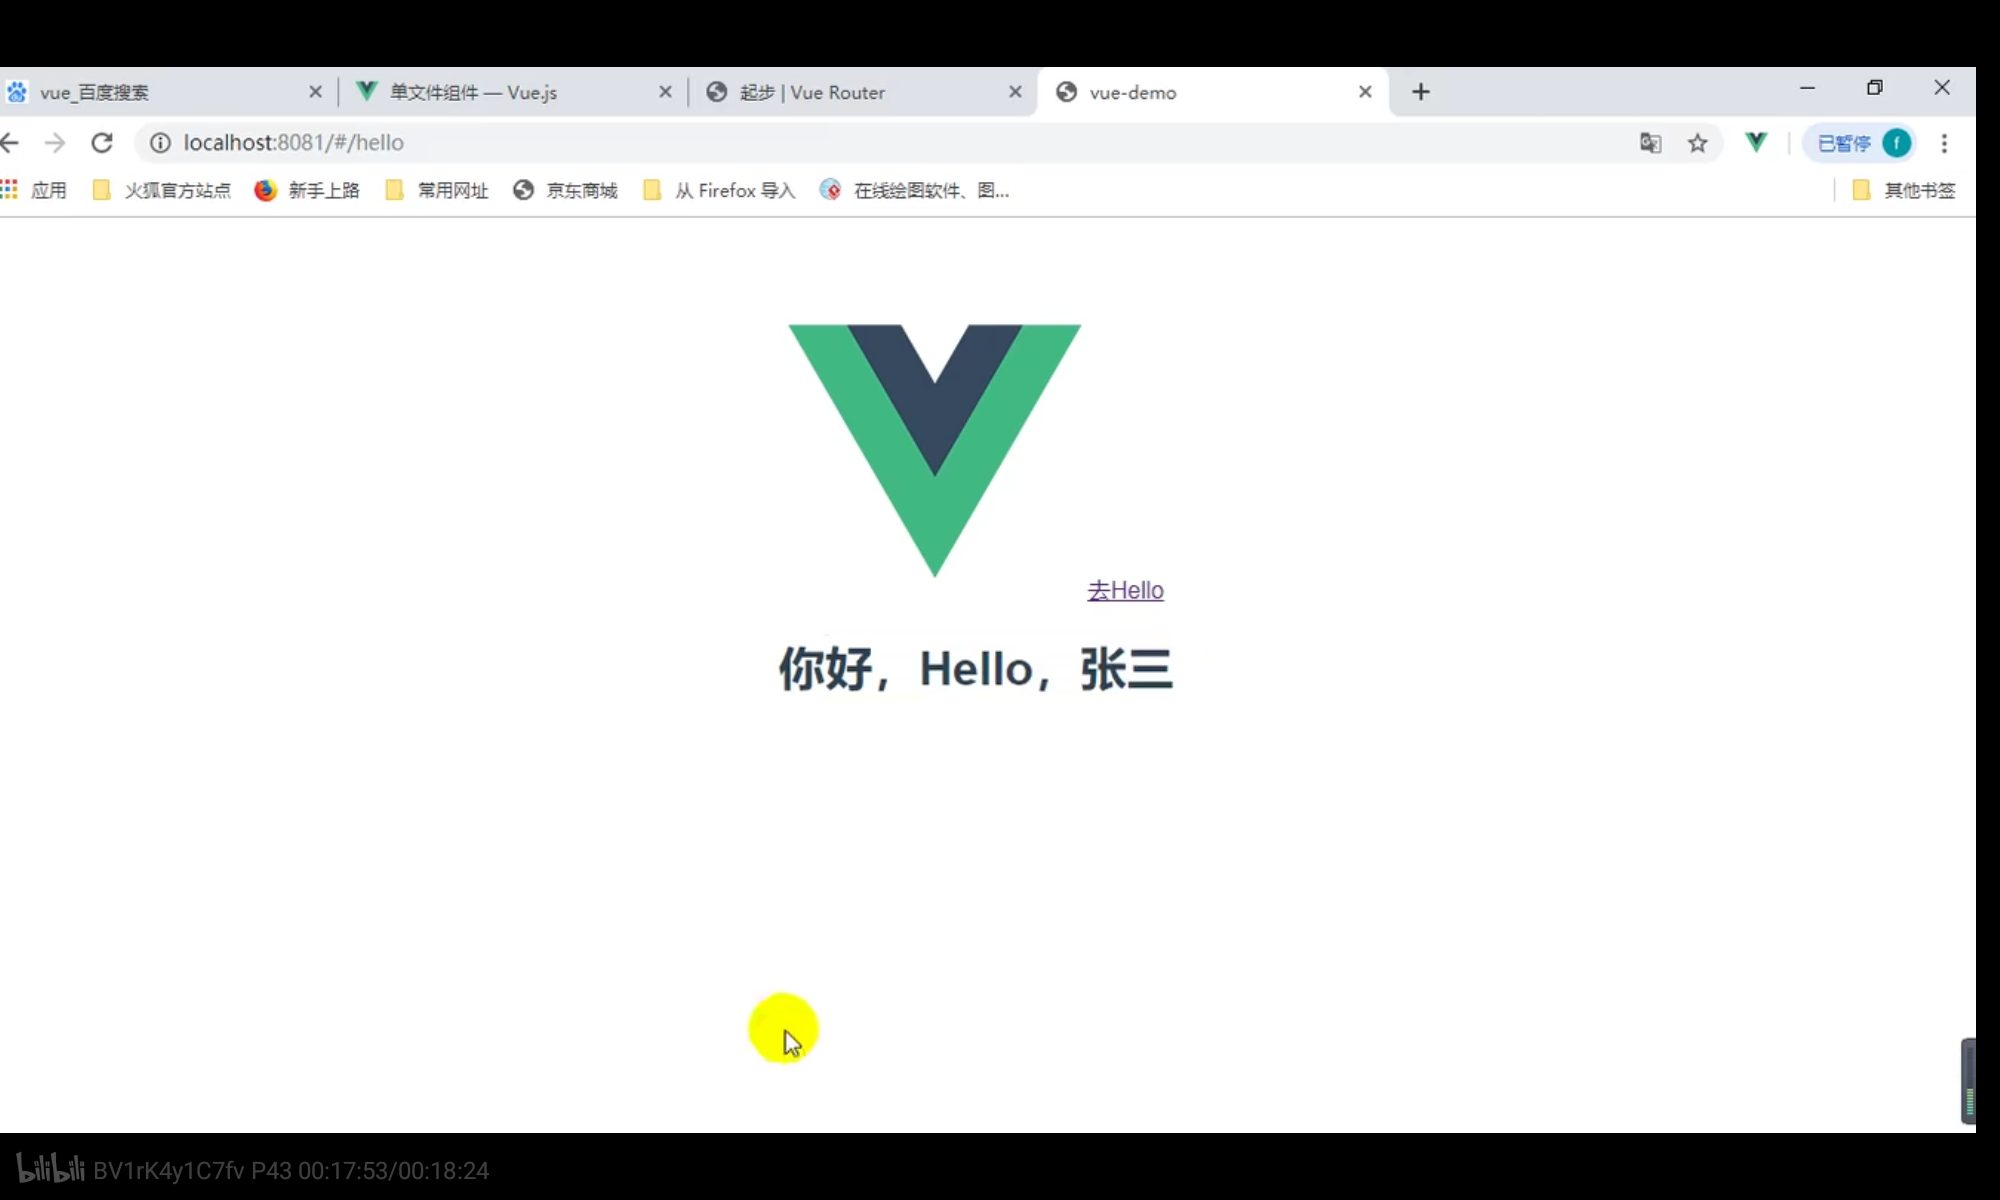 vue_百度搜索
单文件组件 — Vue.js
起步 | Vue Router
vue-demo
localhost:8081/#/hello
已暂停
f
应用
火狐官方站点
新手上路
常用网址
京东商城
从 Firefox 导入
在线绘图软件、图...
其他书签
去Hello
你好，Hello，张三
bilibili BV1rK4y1C7fv P43 00:17:53/00:18:24